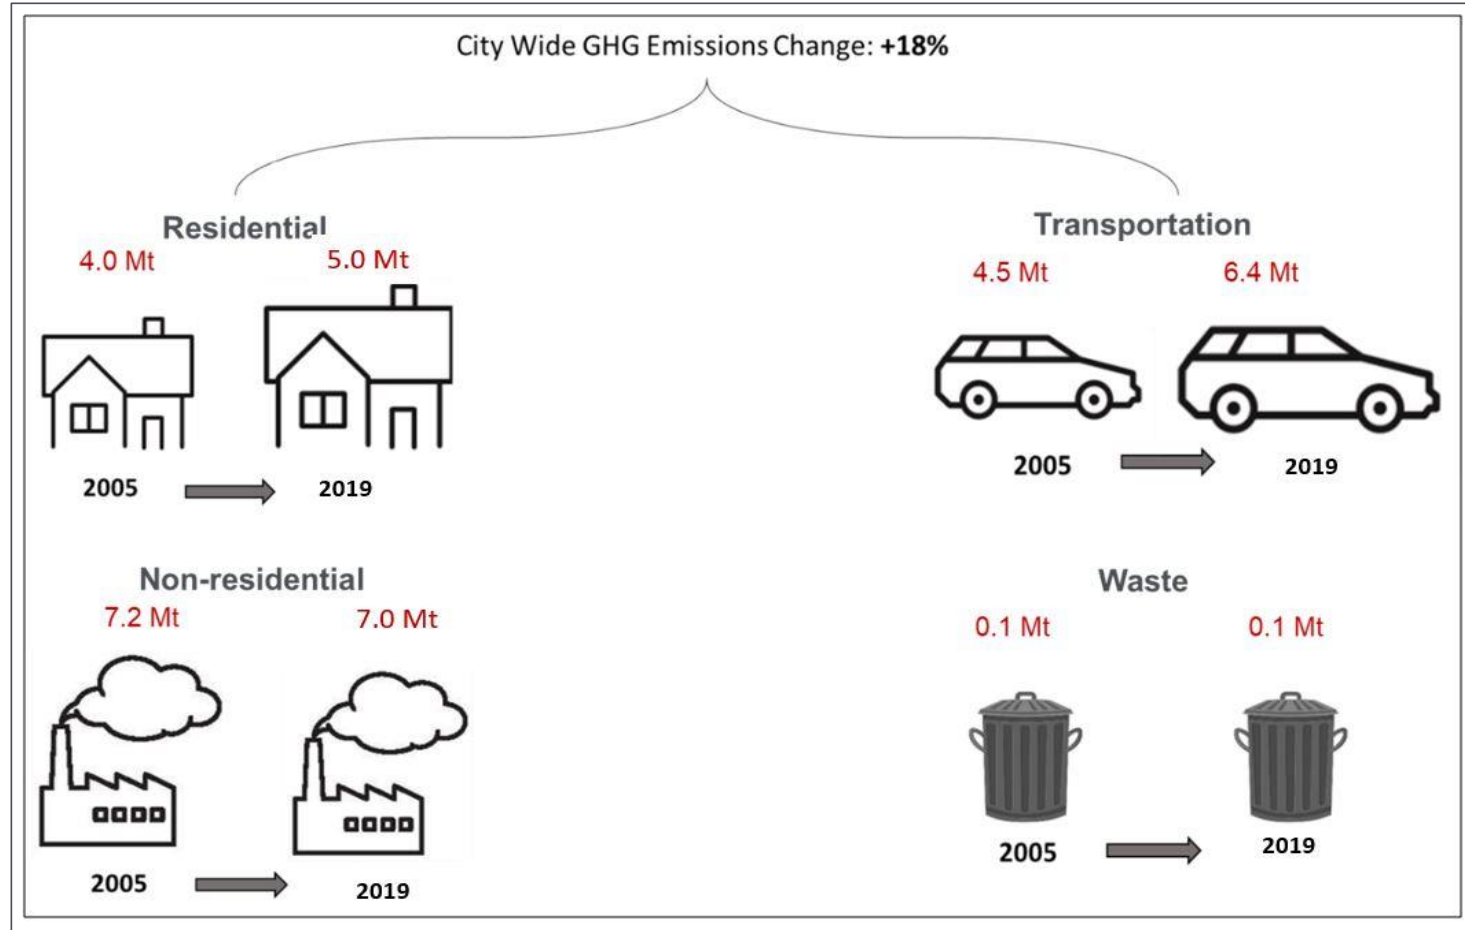 City Wide GHG Emissions Change: +18%
Residential
4.0 Mt
5.0 Mt
2005
2019
Transportation
4.5 Mt
6.4 Mt
2005
2019
Non-residential
7.2 Mt
7.0 Mt
2005
2019
Waste
0.1 Mt
0.1 Mt
2005
2019